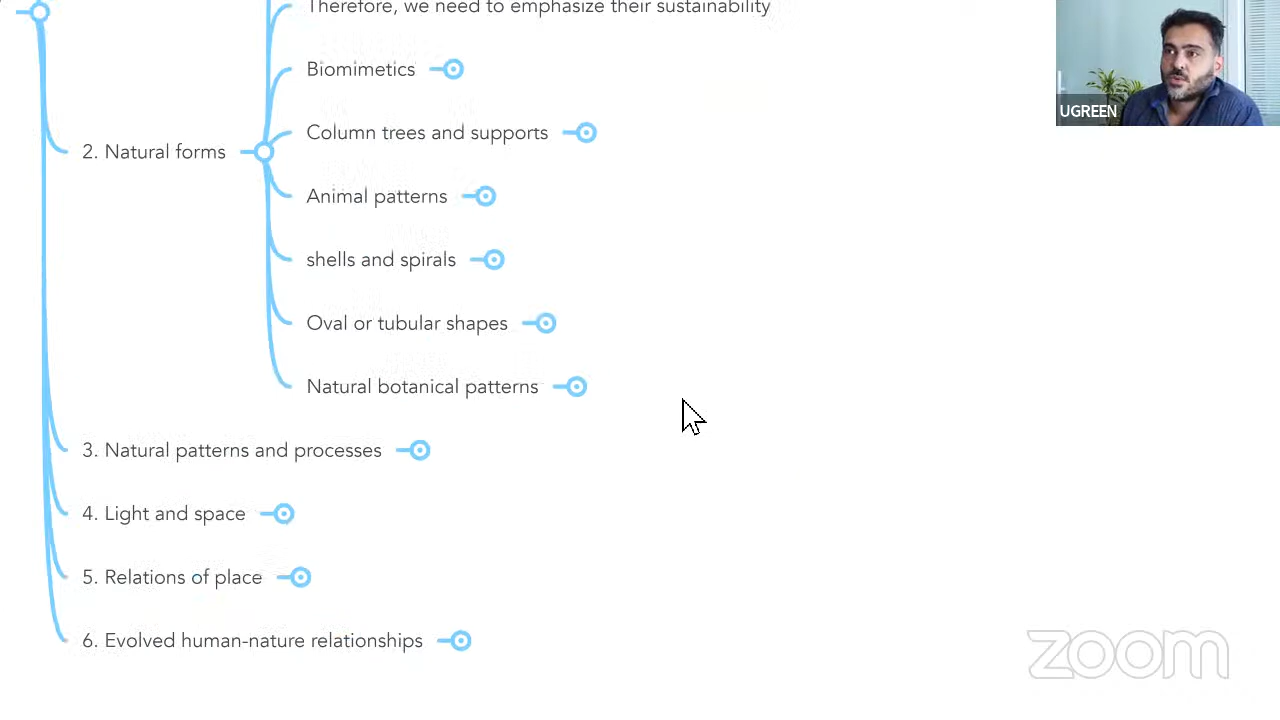 Therefore, we need to emphasize their sustainability
UGREEN
Biomimetics
Column trees and supports
2. Natural forms
Animal patterns
shells and spirals
Oval or tubular shapes
Natural botanical patterns
3. Natural patterns and processes
4. Light and space
5. Relations of place
6. Evolved human-nature relationships
zoom